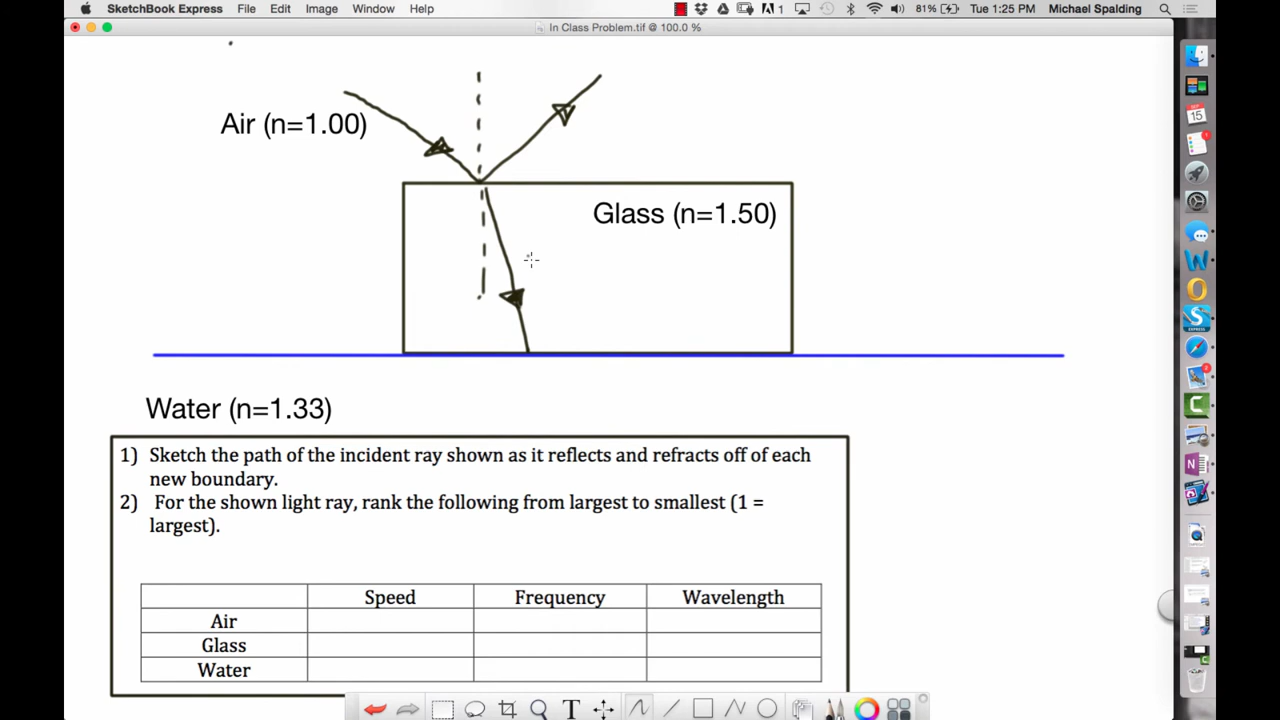 SketchBook Express File Edit Image Window Help 1 81% Tue 1:25 PM Michael Spalding
In Class Problem.tif @ 100.0 %
Air (n=1.00)
Glass (n=1.50)
Water (n=1.33)
1) Sketch the path of the incident ray shown as it reflects and refracts off of each
new boundary.
2) For the shown light ray, rank the following from largest to smallest (1 =
largest).
Speed Frequency Wavelength
Air
Glass
Water
SEP
15